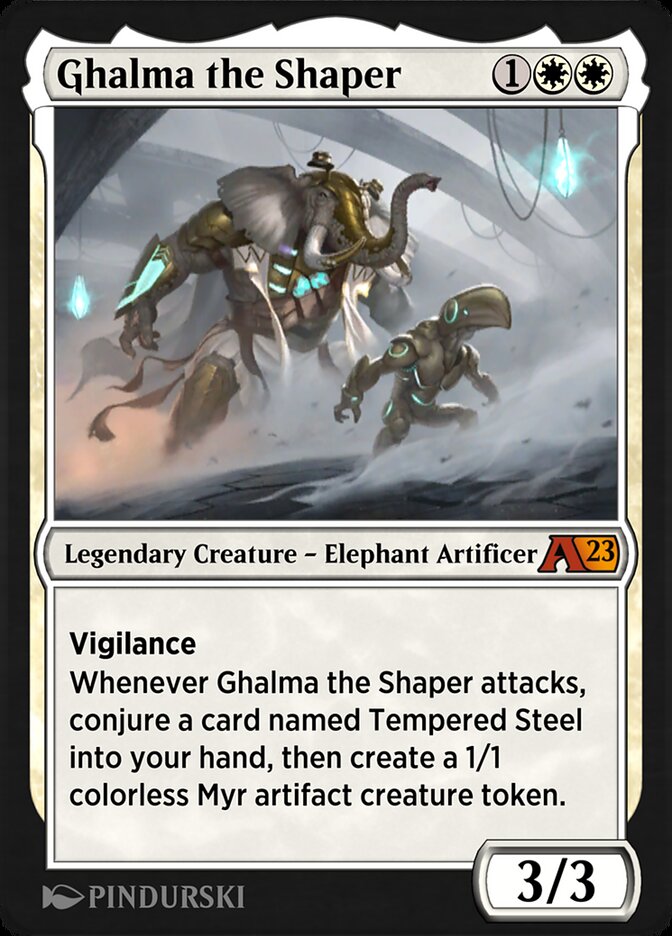 Ghalma the Shaper 1
Legendary Creature – Elephant Artificer A23
Vigilance
Whenever Ghalma the Shaper attacks,
conjure a card named Tempered Steel
into your hand, then create a 1/1
colorless Myr artifact creature token.
3/3
PINDURSKI